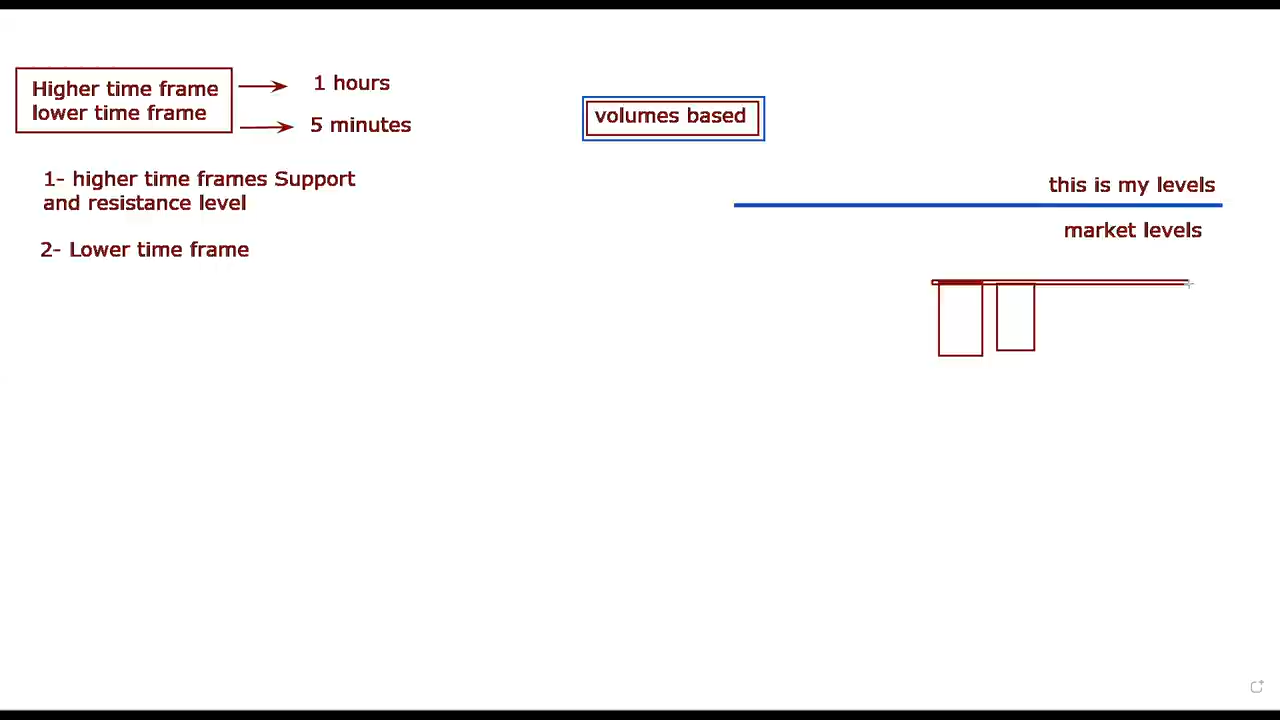 Higher time frame
lower time frame
1 hours
5 minutes
volumes based
1- higher time frames Support
and resistance level
2- Lower time frame
this is my levels
market levels